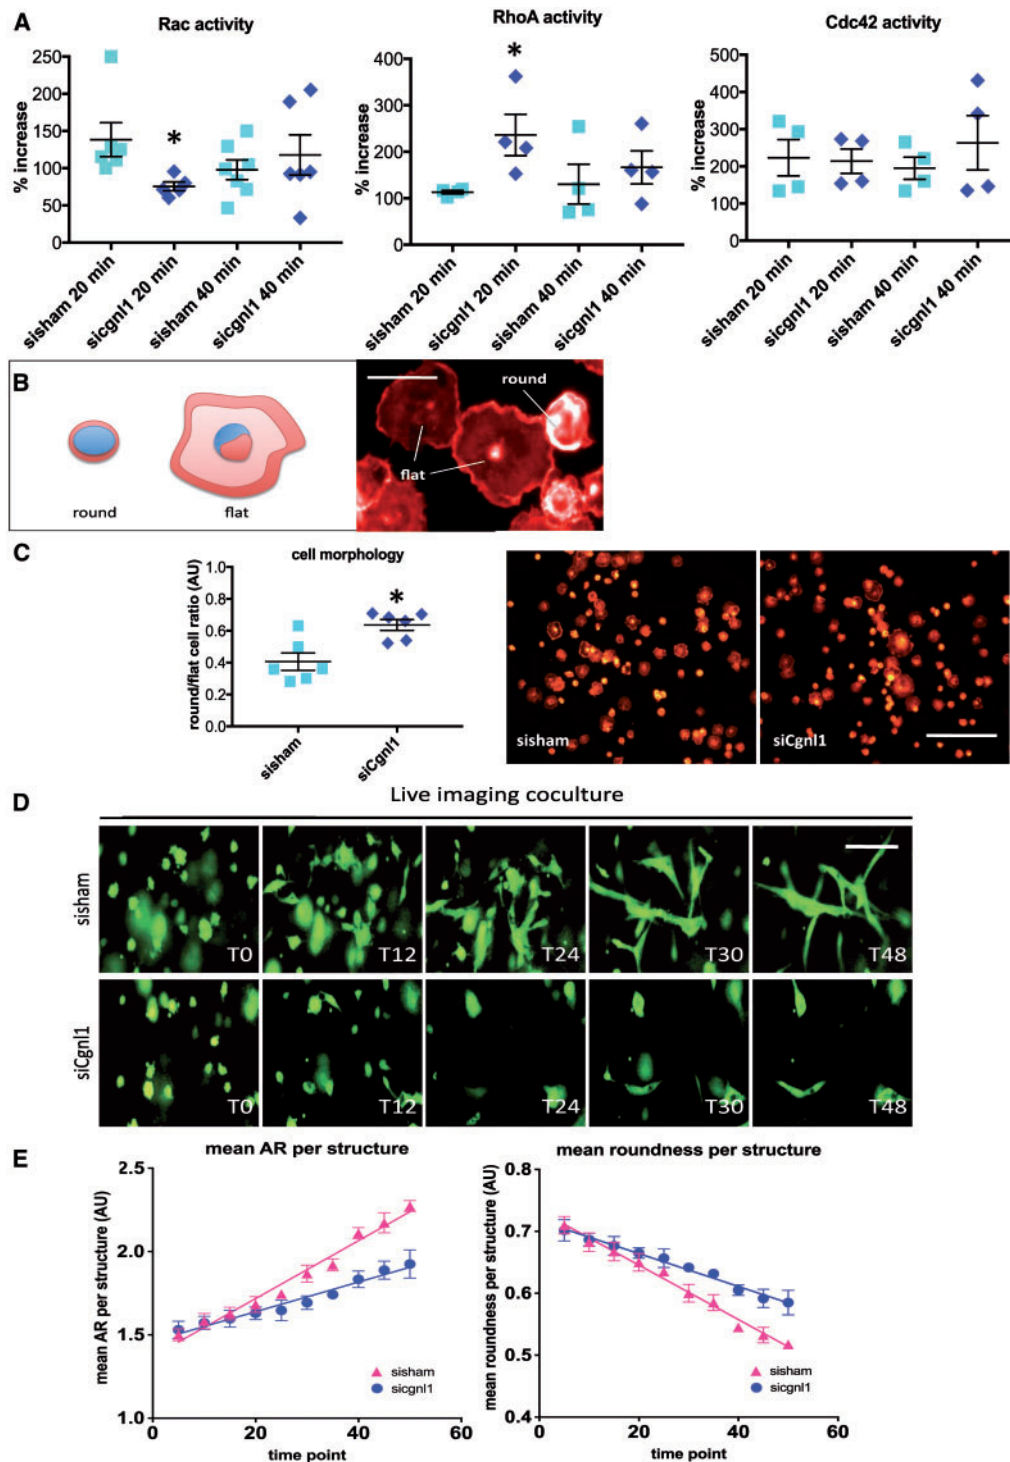 A
Rac activity
% increase
250
200
150
100
50
0
sisham 20 min
sicgnl1 20 min
sisham 40 min
sicgnl1 40 min
*
RhoA activity
% increase
400
300
200
100
0
sisham 20 min
sicgnl1 20 min
sisham 40 min
sicgnl1 40 min
*
Cdc42 activity
% increase
500
400
300
200
100
0
sisham 20 min
sicgnl1 20 min
sisham 40 min
sicgnl1 40 min
B
round
flat
round
flat
C
cell morphology
round/flat cell ratio (AU)
1.0
0.8
0.6
0.4
0.2
0.0
*
sisham
siCgnl1
sisham
siCgnl1
D
Live imaging coculture
sisham
T0
T12
T24
T30
T48
siCgnl1
T0
T12
T24
T30
T48
E
mean AR per structure
mean AR per structure (AU)
2.5
2.0
1.5
1.0
0
20
40
60
time point
sisham
sicgnl1
mean roundness per structure
mean roundness per structure (AU)
0.8
0.7
0.6
0.5
0.4
0
20
40
60
time point
sisham
sicgnl1